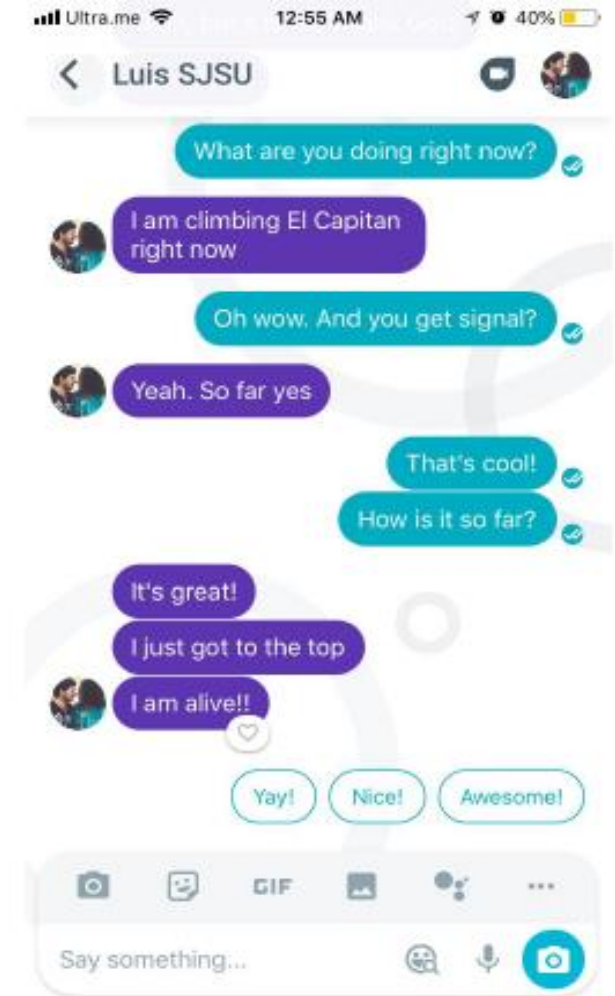 Ultra.me 12:55 AM 40%
Luis SJSU
What are you doing right now?
I am climbing El Capitan
right now
Oh wow. And you get signal?
Yeah. So far yes
That's cool!
How is it so far?
It's great!
I just got to the top
I am alive!!
Yay! Nice! Awesome!
GIF
Say something...